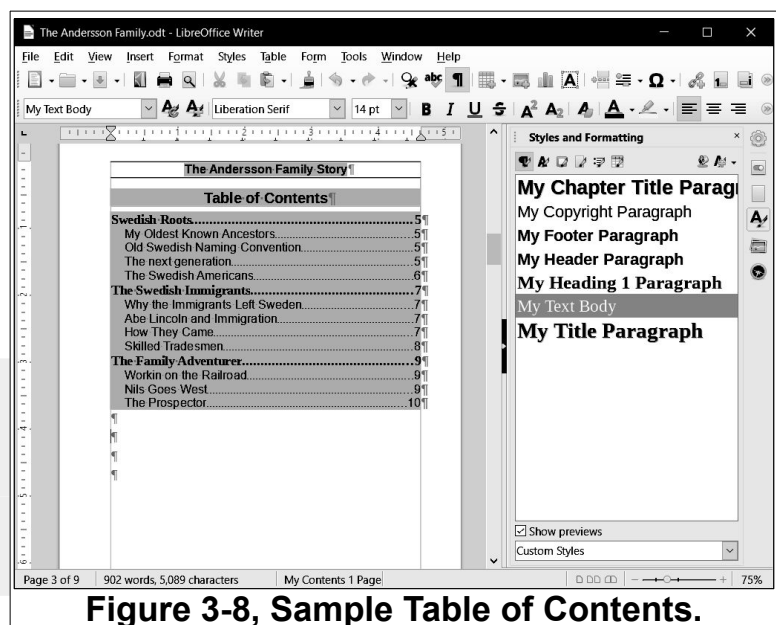 The Andersson Family.odt - LibreOffice Writer
File Edit View Insert Format Styles Table Form Tools Window Help
My Text Body Liberation Serif 14 pt
Styles and Formatting
The Andersson Family Story¶
Table of Contents¶
Swedish Roots 5¶
My Oldest Known Ancestors 5¶
Old Swedish Naming Convention 5¶
The next generation 5¶
The Swedish Americans 6¶
The Swedish Immigrants 7¶
Why the Immigrants Left Sweden 7¶
Abe Lincoln and Immigration 7¶
How They Came 7¶
Skilled Tradesmen 8¶
The Family Adventurer 9¶
Workin on the Railroad 9¶
Nils Goes West 9¶
The Prospector 10¶
My Chapter Title Paragr
My Copyright Paragraph
My Footer Paragraph
My Header Paragraph
My Heading 1 Paragraph
My Text Body
My Title Paragraph
Show previews
Custom Styles
Page 3 of 9 902 words, 5,089 characters My Contents 1 Page 75%
Figure 3-8, Sample Table of Contents.